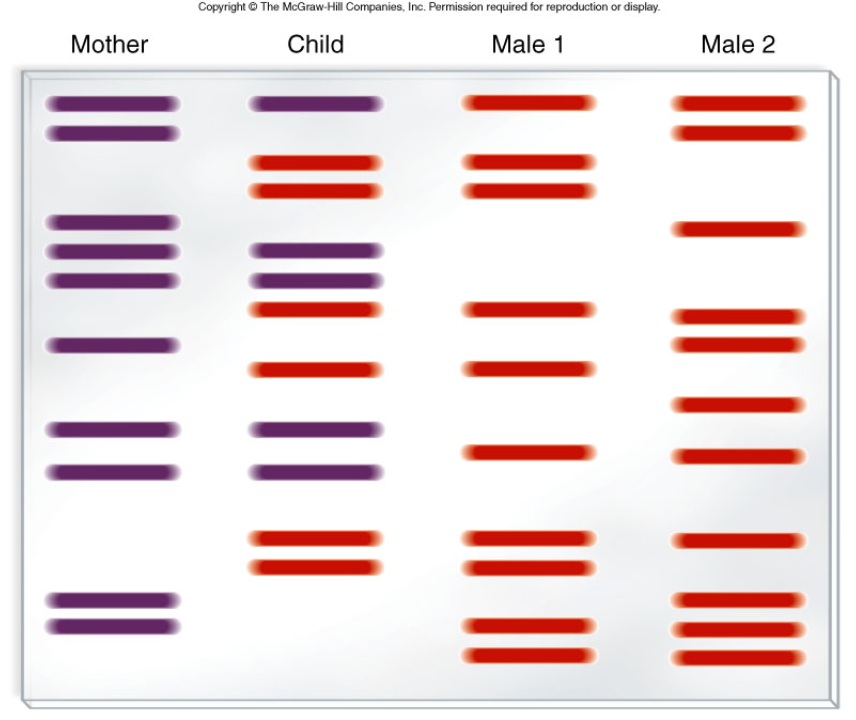 Copyright © The McGraw-Hill Companies, Inc. Permission required for reproduction or display.
Mother Child Male 1 Male 2